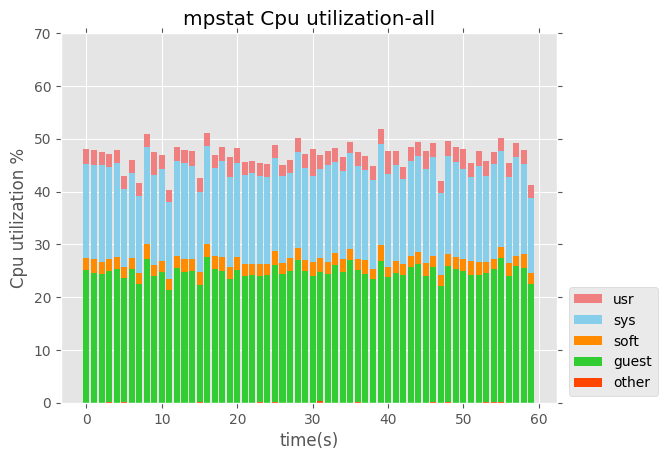 mpstat Cpu utilization-all
70
60
50
40
30
20
10
0
Cpu utilization %
0 10 20 30 40 50 60
time(s)
usr
sys
soft
guest
other